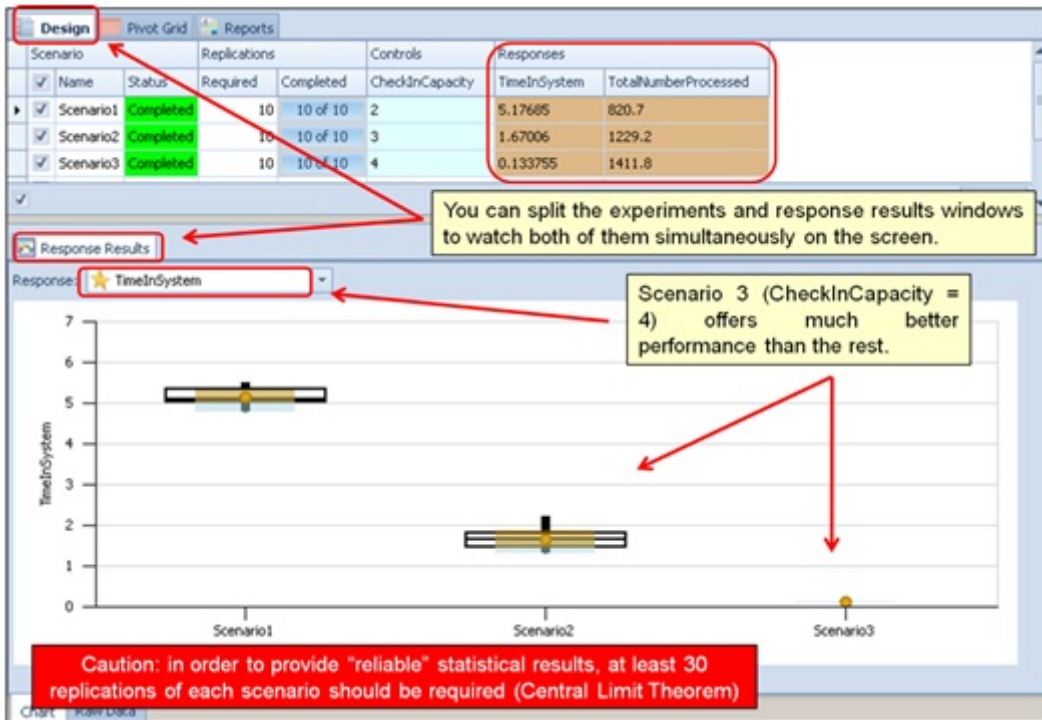 Design Pivot Grid Reports
Scenario Replications Controls Responses
Name Status Required Completed CheckInCapacity TimeInSystem TotalNumberProcessed
Scenario1 Completed 10 10 of 10 2 5.17685 820.7
Scenario2 Completed 10 10 of 10 3 1.67006 1229.2
Scenario3 Completed 10 10 of 10 4 0.133755 1411.8
You can split the experiments and response results windows
to watch both of them simultaneously on the screen.
Response Results
Response: TimeInSystem
Scenario 3 (CheckInCapacity =
4) offers much better
performance than the rest.
7
6
5
4
3
2
1
0
TimeInSystem
Scenario1 Scenario2 Scenario3
Caution: in order to provide “reliable” statistical results, at least 30
replications of each scenario should be required (Central Limit Theorem)
Chart Raw Data